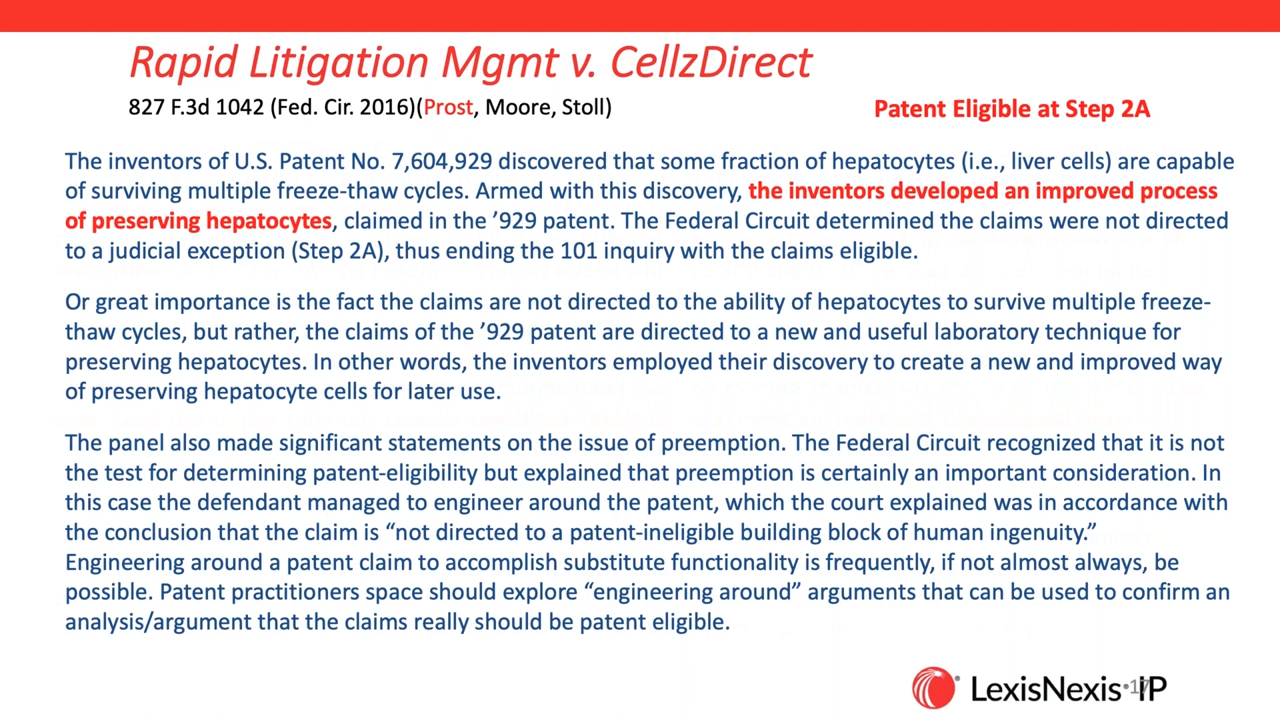 Rapid Litigation Mgmt v. CellzDirect
827 F.3d 1042 (Fed. Cir. 2016)(Prost, Moore, Stoll)
Patent Eligible at Step 2A
The inventors of U.S. Patent No. 7,604,929 discovered that some fraction of hepatocytes (i.e., liver cells) are capable
of surviving multiple freeze-thaw cycles. Armed with this discovery, the inventors developed an improved process
of preserving hepatocytes, claimed in the ’929 patent. The Federal Circuit determined the claims were not directed
to a judicial exception (Step 2A), thus ending the 101 inquiry with the claims eligible.
Or great importance is the fact the claims are not directed to the ability of hepatocytes to survive multiple freeze-
thaw cycles, but rather, the claims of the ’929 patent are directed to a new and useful laboratory technique for
preserving hepatocytes. In other words, the inventors employed their discovery to create a new and improved way
of preserving hepatocyte cells for later use.
The panel also made significant statements on the issue of preemption. The Federal Circuit recognized that it is not
the test for determining patent-eligibility but explained that preemption is certainly an important consideration. In
this case the defendant managed to engineer around the patent, which the court explained was in accordance with
the conclusion that the claim is “not directed to a patent-ineligible building block of human ingenuity.”
Engineering around a patent claim to accomplish substitute functionality is frequently, if not almost always, be
possible. Patent practitioners space should explore “engineering around” arguments that can be used to confirm an
analysis/argument that the claims really should be patent eligible.
LexisNexis IP
17